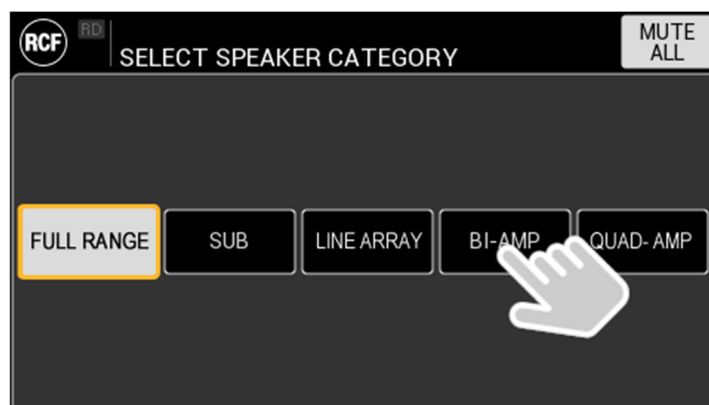 RCF
RD
SELECT SPEAKER CATEGORY
MUTE
ALL
FULL RANGE
SUB
LINE ARRAY
BI-AMP
QUAD- AMP